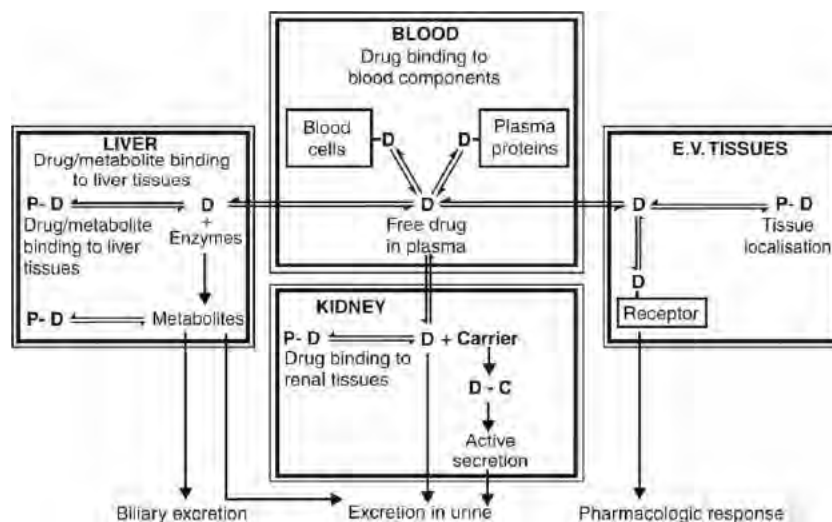 BLOOD
Drug binding to
blood components
Blood
cells
D
D
Plasma
proteins
D
Free drug
in plasma
LIVER
Drug/metabolite binding
to liver tissues
P- D
D
+
Enzymes
Drug/metabolite
binding to liver
tissues
P- D
Metabolites
E.V. TISSUES
D
P- D
Tissue
localisation
D
Receptor
KIDNEY
P- D
D + Carrier
Drug binding to
renal tissues
D - C
Active
secretion
Biliary excretion
Excretion in urine
Pharmacologic response